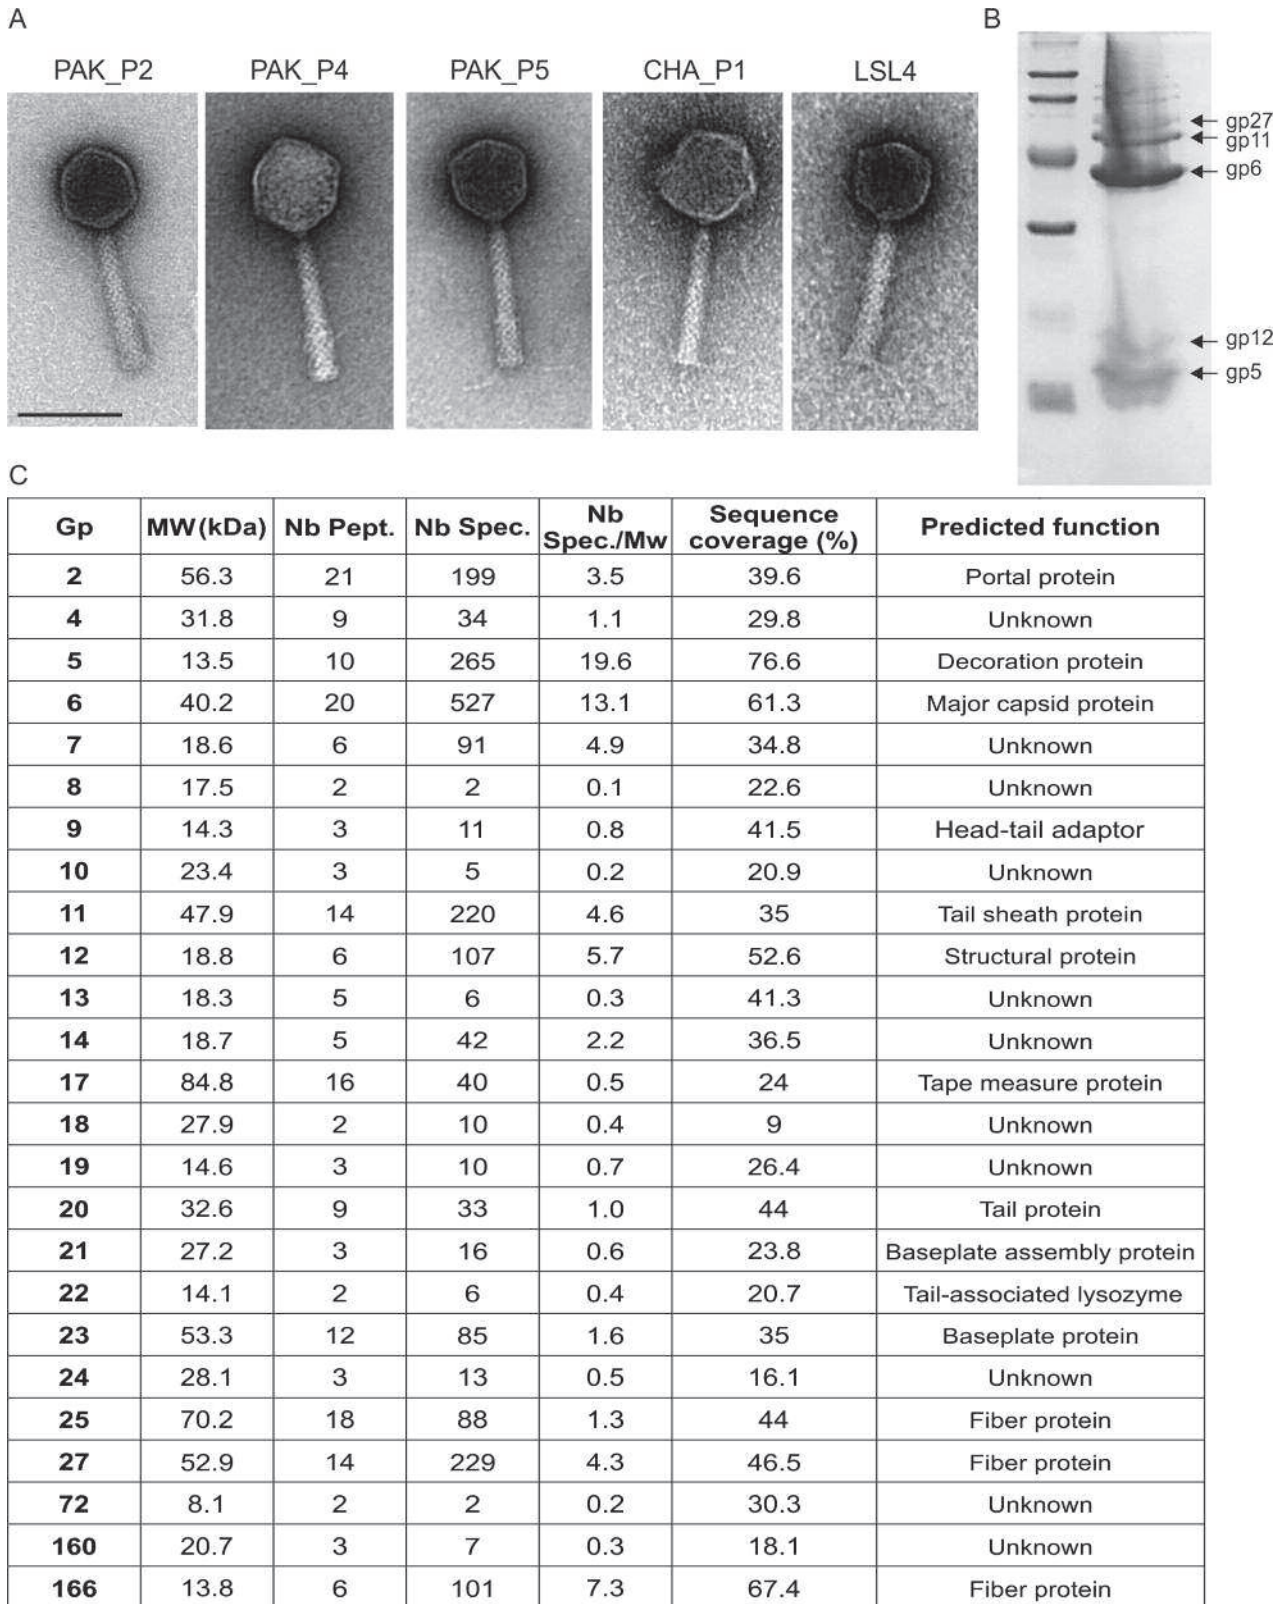 A
B
PAK_P2 PAK_P4 PAK_P5 CHA_P1 LSL4
gp27
gp11
gp6
gp12
gp5
C
Gp MW(kDa) Nb Pept. Nb Spec. Nb Spec./Mw Sequence coverage (%) Predicted function
2 56.3 21 199 3.5 39.6 Portal protein
4 31.8 9 34 1.1 29.8 Unknown
5 13.5 10 265 19.6 76.6 Decoration protein
6 40.2 20 527 13.1 61.3 Major capsid protein
7 18.6 6 91 4.9 34.8 Unknown
8 17.5 2 2 0.1 22.6 Unknown
9 14.3 3 11 0.8 41.5 Head-tail adaptor
10 23.4 3 5 0.2 20.9 Unknown
11 47.9 14 220 4.6 35 Tail sheath protein
12 18.8 6 107 5.7 52.6 Structural protein
13 18.3 5 6 0.3 41.3 Unknown
14 18.7 5 42 2.2 36.5 Unknown
17 84.8 16 40 0.5 24 Tape measure protein
18 27.9 2 10 0.4 9 Unknown
19 14.6 3 10 0.7 26.4 Unknown
20 32.6 9 33 1.0 44 Tail protein
21 27.2 3 16 0.6 23.8 Baseplate assembly protein
22 14.1 2 6 0.4 20.7 Tail-associated lysozyme
23 53.3 12 85 1.6 35 Baseplate protein
24 28.1 3 13 0.5 16.1 Unknown
25 70.2 18 88 1.3 44 Fiber protein
27 52.9 14 229 4.3 46.5 Fiber protein
72 8.1 2 2 0.2 30.3 Unknown
160 20.7 3 7 0.3 18.1 Unknown
166 13.8 6 101 7.3 67.4 Fiber protein